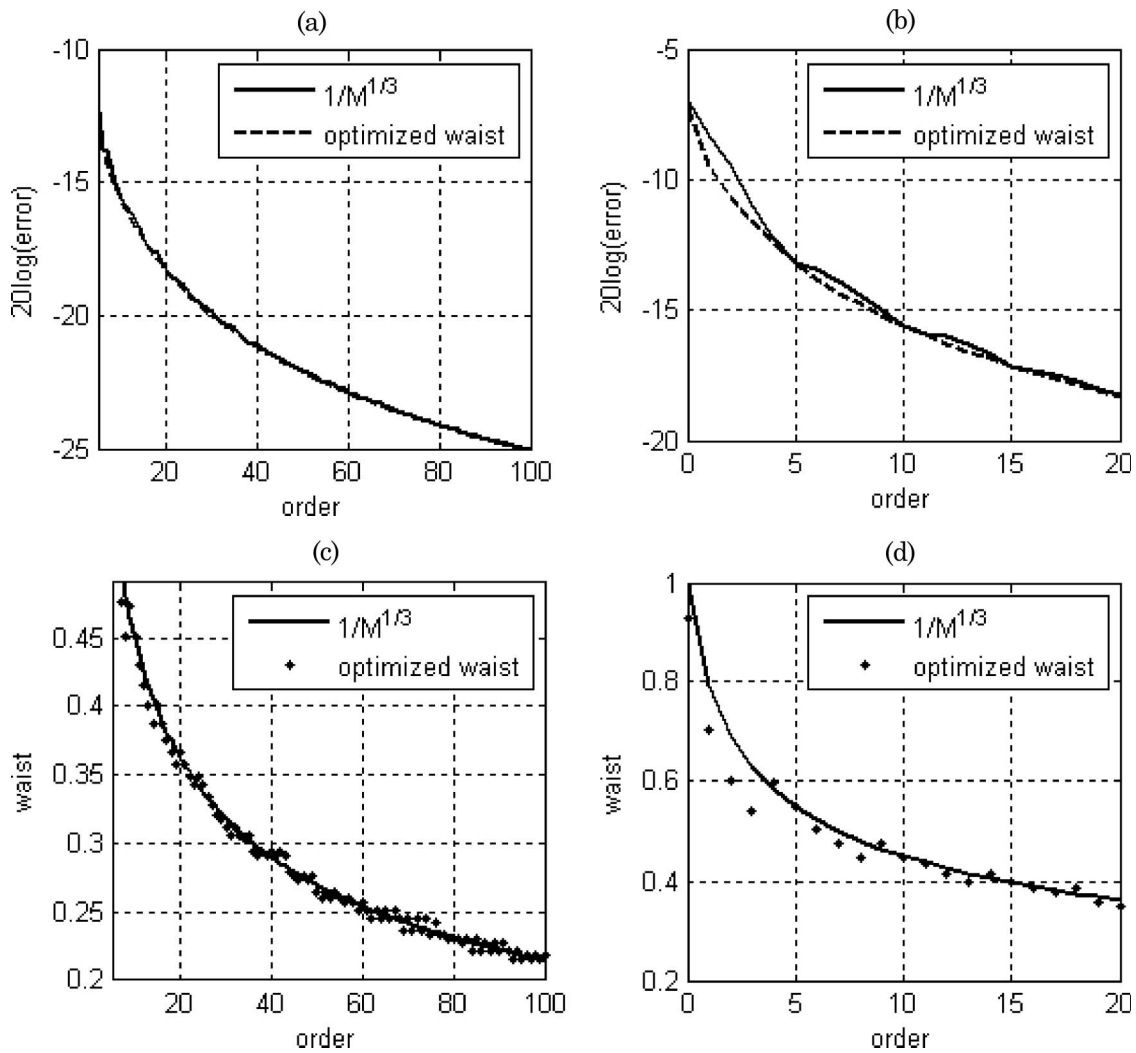 (a)
-10
-15
-20
-25
20log(error)
1/M^1/3
optimized waist
20 40 60 80 100
order
(b)
-5
-10
-15
-20
20log(error)
1/M^1/3
optimized waist
0 5 10 15 20
order
(c)
0.45
0.4
0.35
0.3
0.25
0.2
waist
1/M^1/3
optimized waist
20 40 60 80 100
order
(d)
1
0.8
0.6
0.4
0.2
waist
1/M^1/3
optimized waist
0 5 10 15 20
order